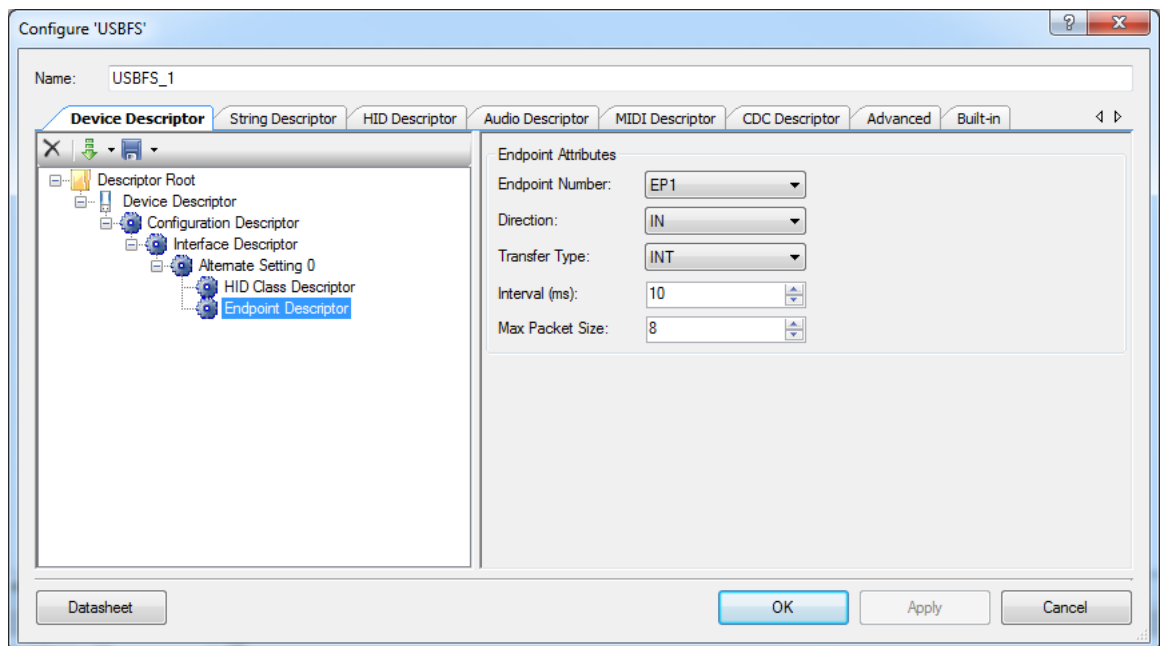 Configure 'USBFS'
Name: USBFS_1
Device Descriptor String Descriptor HID Descriptor Audio Descriptor MIDI Descriptor CDC Descriptor Advanced Built-in
Descriptor Root
Device Descriptor
Configuration Descriptor
Interface Descriptor
Alternate Setting 0
HID Class Descriptor
Endpoint Descriptor
Endpoint Attributes
Endpoint Number: EP1
Direction: IN
Transfer Type: INT
Interval (ms): 10
Max Packet Size: 8
Datasheet OK Apply Cancel